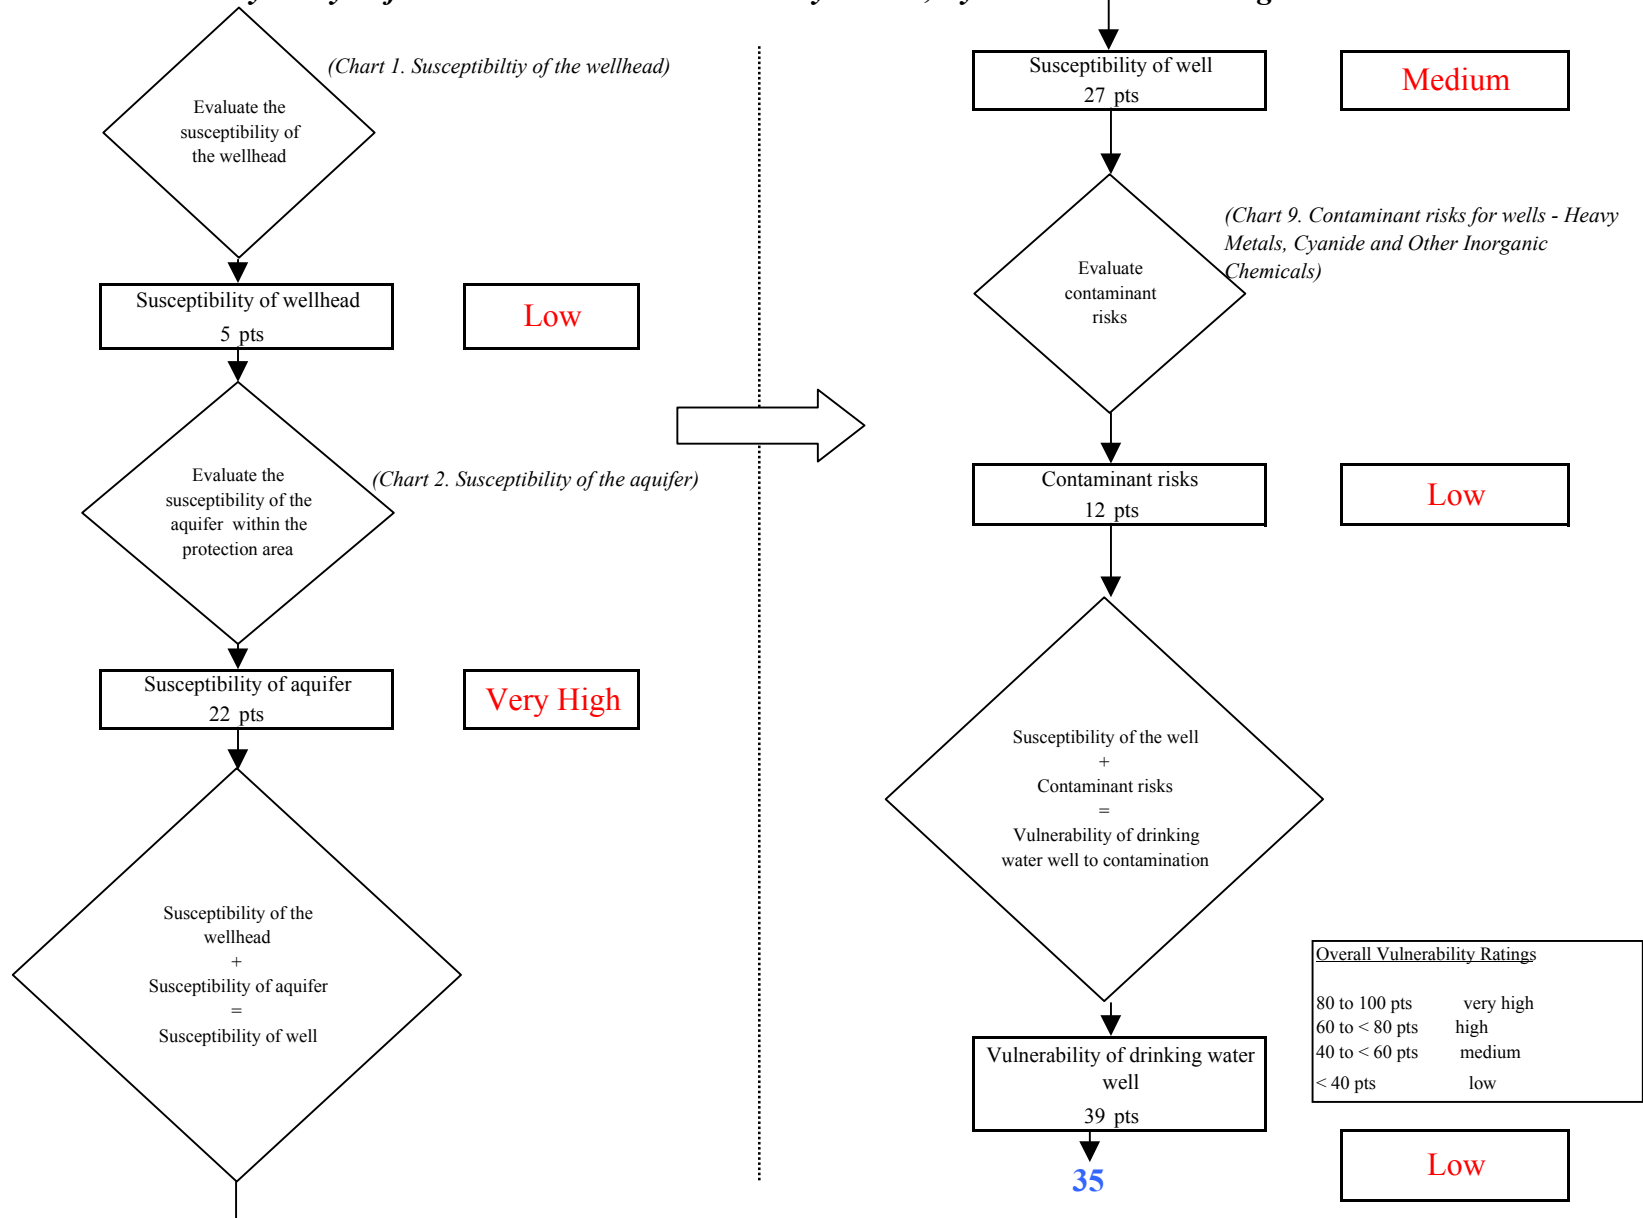 (Chart 1. Susceptibiltiy of the wellhead)
Evaluate the
susceptibility of
the wellhead
Susceptibility of wellhead
5 pts
Low
Evaluate the
susceptibility of the
aquifer within the
protection area
(Chart 2. Susceptibility of the aquifer)
Susceptibility of aquifer
22 pts
Very High
Susceptibility of the
wellhead
+
Susceptibility of aquifer
=
Susceptibility of well
Susceptibility of well
27 pts
Medium
(Chart 9. Contaminant risks for wells - Heavy
Metals, Cyanide and Other Inorganic
Chemicals)
Evaluate
contaminant
risks
Contaminant risks
12 pts
Low
Susceptibility of the well
+
Contaminant risks
=
Vulnerability of drinking
water well to contamination
Overall Vulnerability Ratings
80 to 100 pts very high
60 to < 80 pts high
40 to < 60 pts medium
< 40 pts low
Vulnerability of drinking water
well
39 pts
35
Low